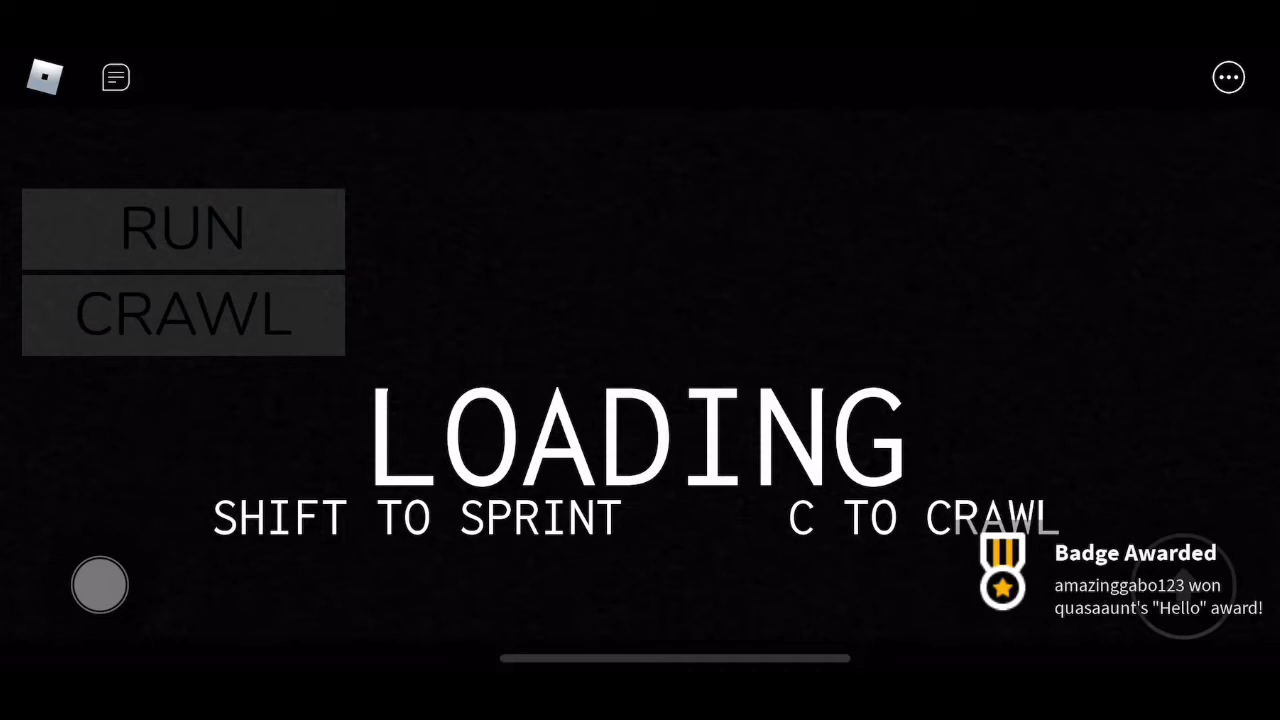 RUN
CRAWL
LOADING
SHIFT TO SPRINT C TO CRAWL
Badge Awarded
amazinggabo123 won
quasaaunt's "Hello" award!